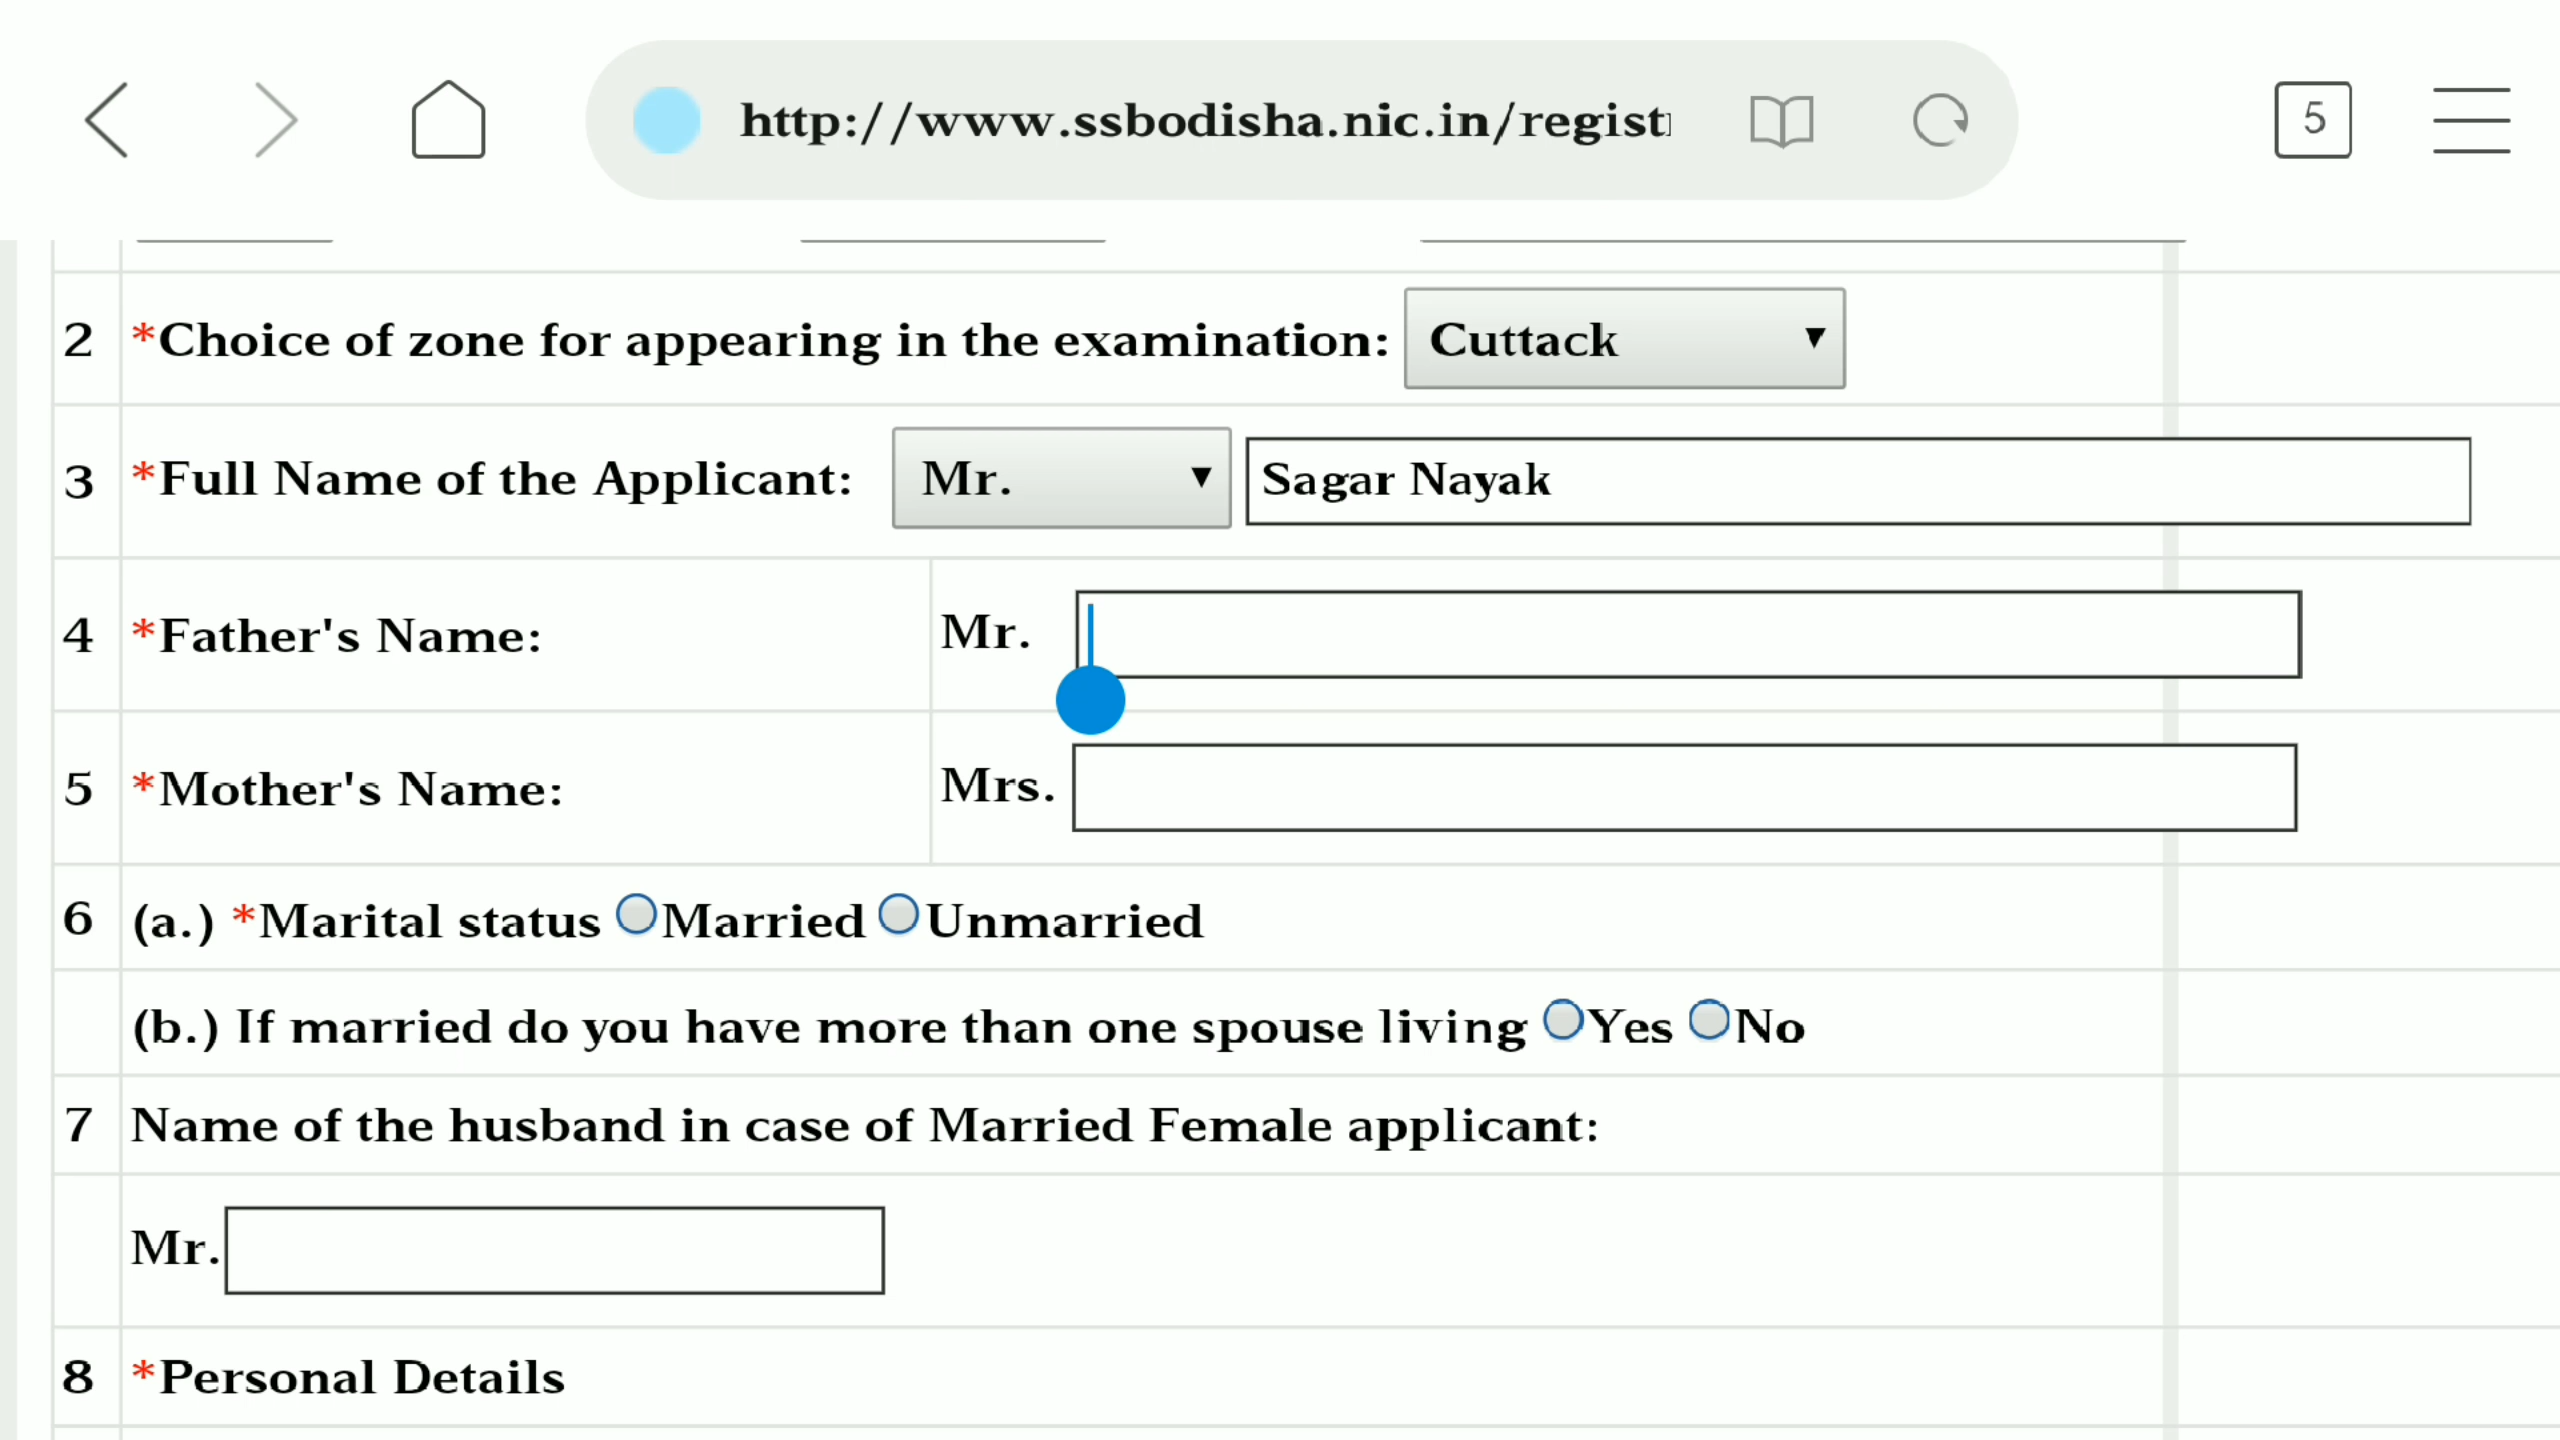 http://www.ssbodisha.nic.in/regist
5
2 *Choice of zone for appearing in the examination: Cuttack
3 *Full Name of the Applicant: Mr. Sagar Nayak
4 *Father's Name: Mr.
5 *Mother's Name: Mrs.
6 (a.) *Marital status Married Unmarried
(b.) If married do you have more than one spouse living Yes No
7 Name of the husband in case of Married Female applicant:
Mr.
8 *Personal Details